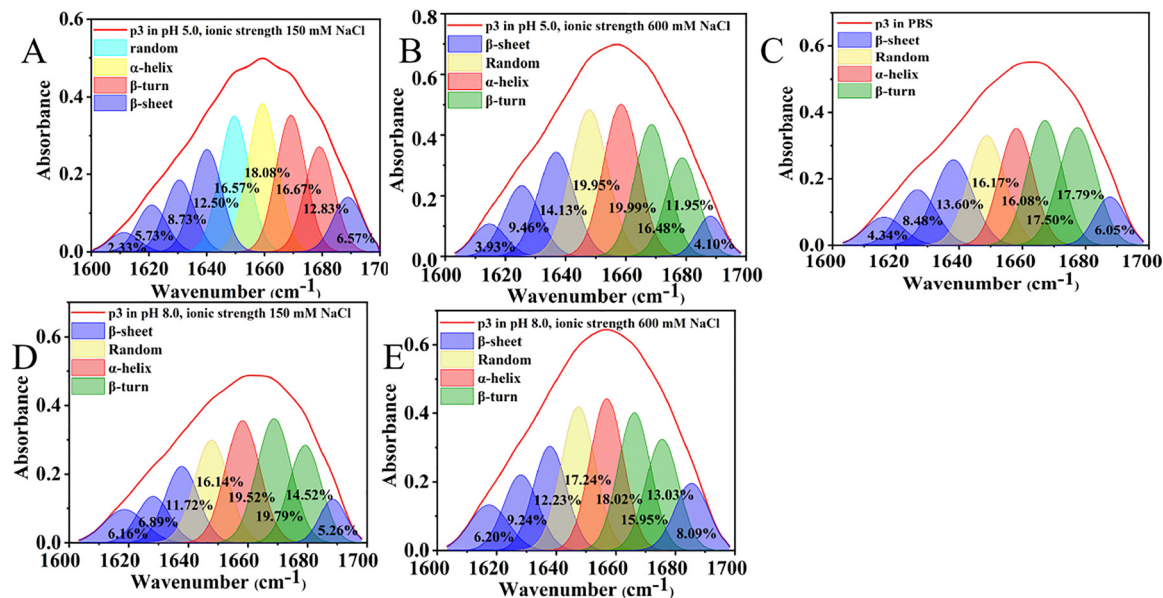 A
p3 in pH 5.0, ionic strength 150 mM NaCl
random
α-helix
β-turn
β-sheet
0.6
0.4
0.2
0.0
Absorbance
2.33%
5.73%
8.73%
12.50%
16.57%
18.08%
16.67%
12.83%
6.57%
1600 1620 1640 1660 1680 170
Wavenumber (cm-1)
B
p3 in pH 5.0, ionic strength 600 mM NaCl
β-sheet
Random
α-helix
β-turn
0.8
0.6
0.4
0.2
0.0
Absorbance
3.93%
9.46%
14.13%
19.95%
19.99%
16.48%
11.95%
4.10%
1600 1620 1640 1660 1680 1700
Wavenumber (cm-1)
C
p3 in PBS
β-sheet
Random
α-helix
β-turn
0.6
0.4
0.2
0.0
Absorbance
4.34%
8.48%
13.60%
16.17%
16.08%
17.50%
17.79%
6.05%
1600 1620 1640 1660 1680 1700
Wavenumber (cm-1)
D
p3 in pH 8.0, ionic strength 150 mM NaCl
β-sheet
Random
α-helix
β-turn
0.6
0.4
0.2
0.0
Absorbance
6.16%
6.89%
11.72%
16.14%
19.52%
19.79%
14.52%
5.26%
1600 1620 1640 1660 1680 1700
Wavenumber (cm-1)
E
p3 in pH 8.0, ionic strength 600 mM NaCl
β-sheet
Random
α-helix
β-turn
0.6
0.4
0.2
0.0
Absorbance
6.20%
9.24%
12.23%
17.24%
18.02%
15.95%
13.03%
8.09%
1600 1620 1640 1660 1680 1700
Wavenumber (cm-1)